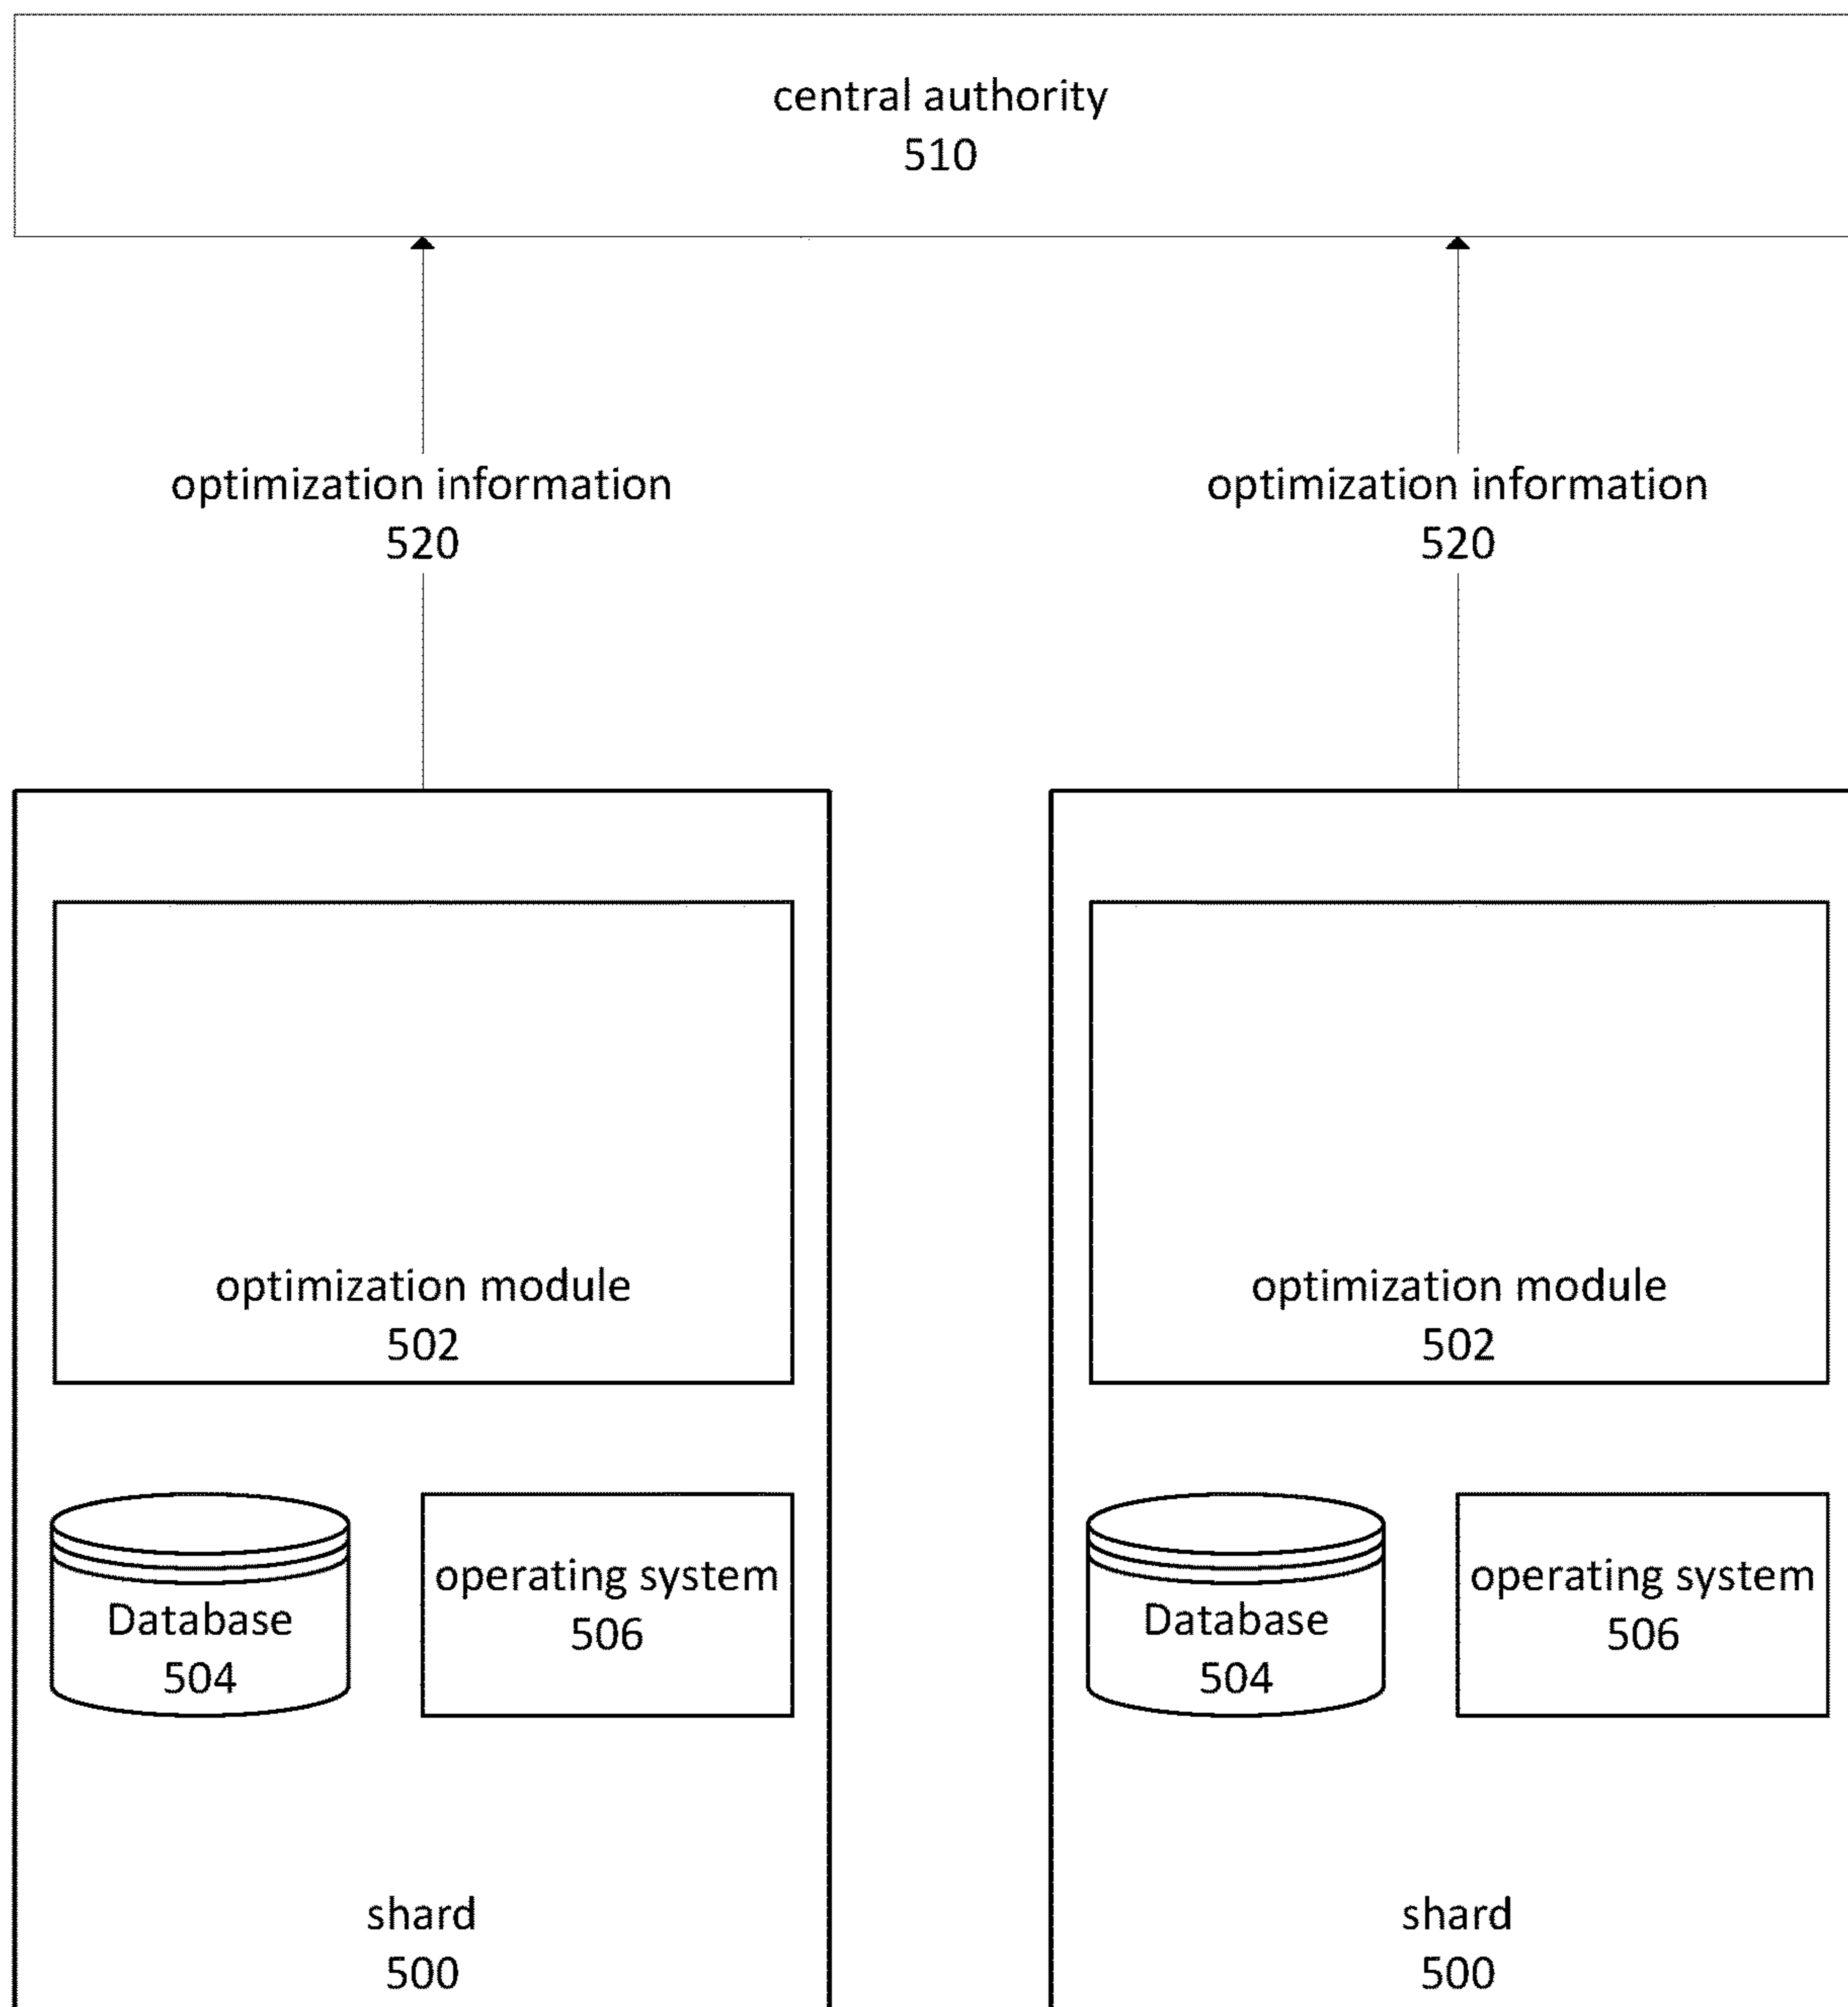 central authority
510
optimization information
520
optimization information
520
optimization module
502
optimization module
502
Database
504
operating system
506
Database
504
operating system
506
shard
500
shard
500